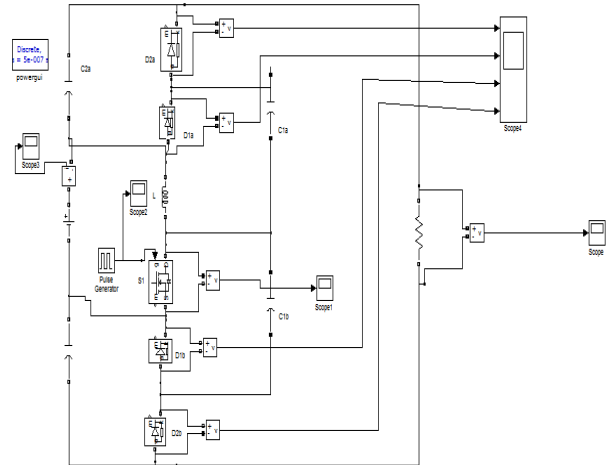 Discrete,
s = 5e-007 s
powergui
C2a
D2a
Scope4
D1a
C1a
Scope3
Scope2
L
Pulse
Generator
S1
Scope1
Scope
C1b
D1b
D2b